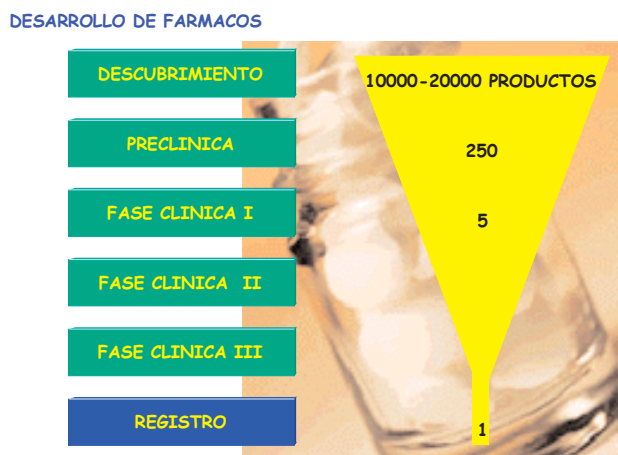 DESARROLLO DE FARMACOS
DESCUBRIMIENTO
10000-20000 PRODUCTOS
PRECLINICA
250
FASE CLINICA I
5
FASE CLINICA II
FASE CLINICA III
REGISTRO
1